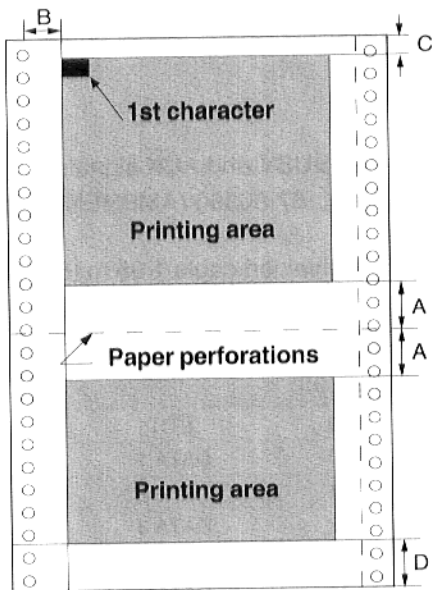 B
C
1st character
Printing area
A
Paper perforations
A
Printing area
D